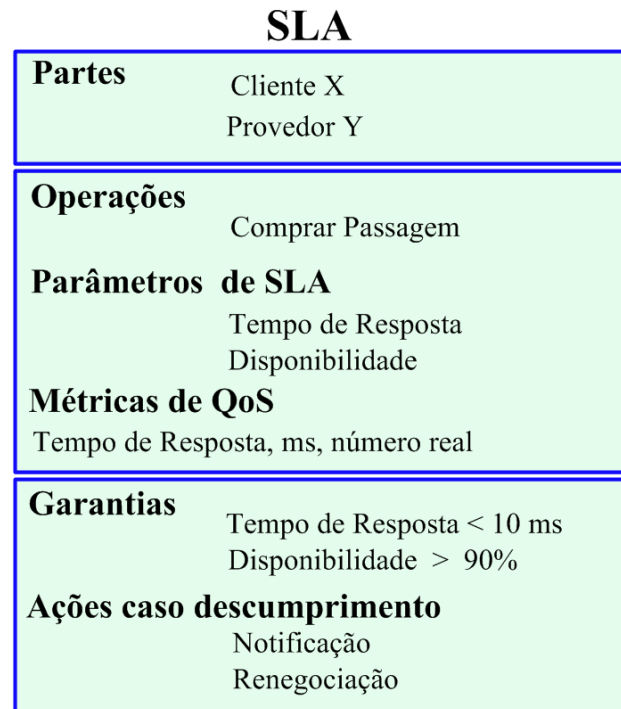 SLA
Partes
Cliente X
Provedor Y
Operações
Comprar Passagem
Parâmetros de SLA
Tempo de Resposta
Disponibilidade
Métricas de QoS
Tempo de Resposta, ms, número real
Garantias
Tempo de Resposta < 10 ms
Disponibilidade > 90%
Ações caso descumprimento
Notificação
Renegociação